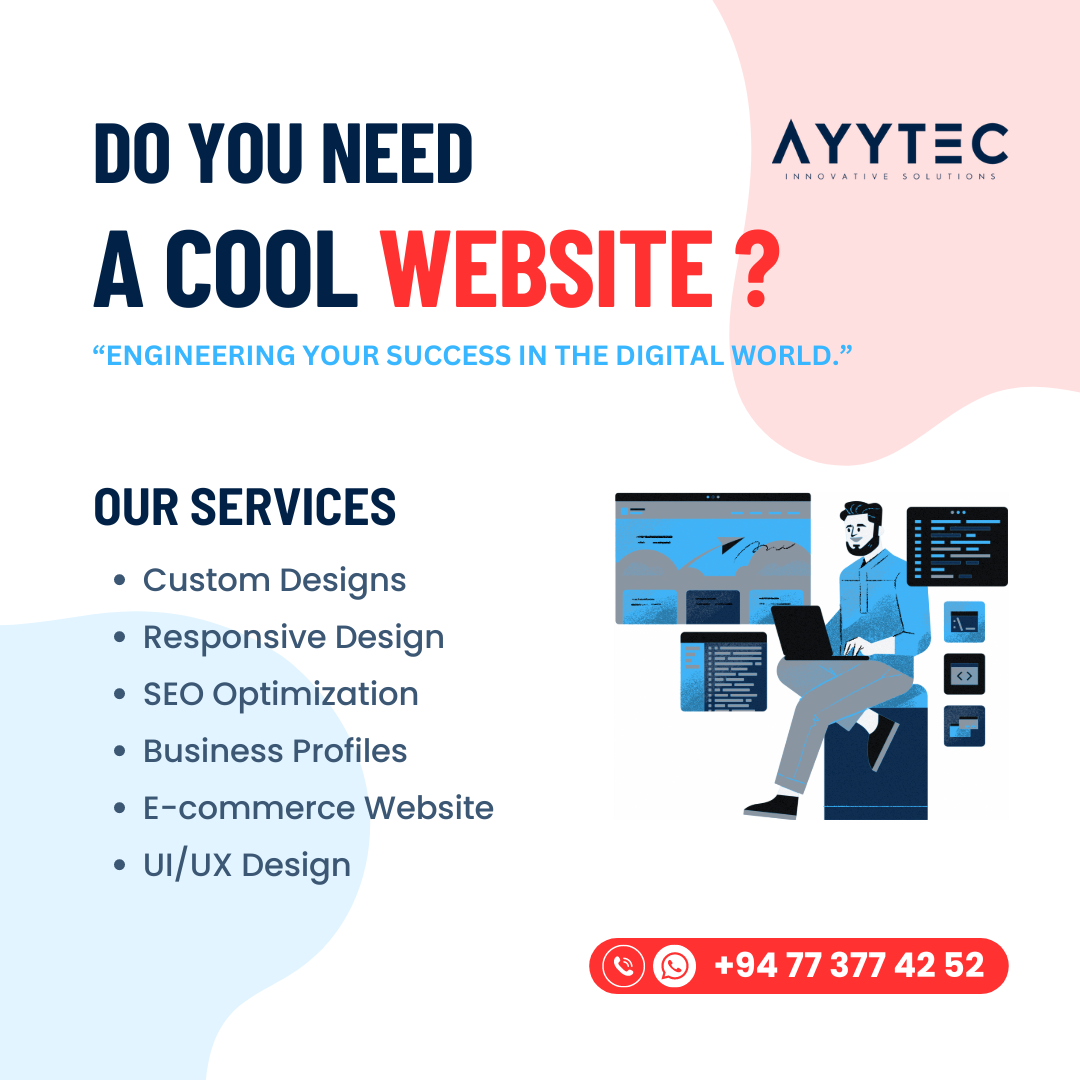 DO YOU NEED
A COOL WEBSITE ?
“ENGINEERING YOUR SUCCESS IN THE DIGITAL WORLD.”
AYYTEC
INNOVATIVE SOLUTIONS
OUR SERVICES
• Custom Designs
• Responsive Design
• SEO Optimization
• Business Profiles
• E-commerce Website
• UI/UX Design
+94 77 377 42 52